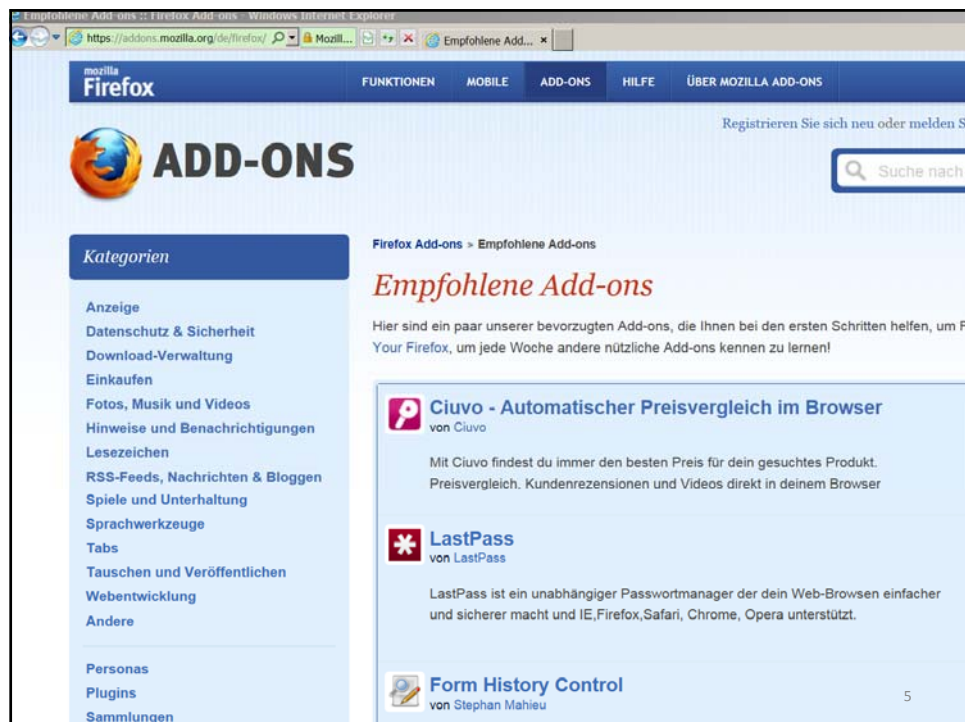 Empfohlene Add-ons :: Firefox Add-ons - Windows Internet Explorer
https://addons.mozilla.org/de/firefox/ Mozill... Empfohlene Add...
mozilla
Firefox
FUNKTIONEN MOBILE ADD-ONS HILFE ÜBER MOZILLA ADD-ONS
Registrieren Sie sich neu oder melden S
ADD-ONS
Suche nach
Kategorien
Anzeige
Datenschutz & Sicherheit
Download-Verwaltung
Einkaufen
Fotos, Musik und Videos
Hinweise und Benachrichtigungen
Lesezeichen
RSS-Feeds, Nachrichten & Bloggen
Spiele und Unterhaltung
Sprachwerkzeuge
Tabs
Tauschen und Veröffentlichen
Webentwicklung
Andere
Personas
Plugins
Sammlungen
Firefox Add-ons » Empfohlene Add-ons
Empfohlene Add-ons
Hier sind ein paar unserer bevorzugten Add-ons, die Ihnen bei den ersten Schritten helfen, um F
Your Firefox, um jede Woche andere nützliche Add-ons kennen zu lernen!
Ciuvo - Automatischer Preisvergleich im Browser
von Ciuvo
Mit Ciuvo findest du immer den besten Preis für dein gesuchtes Produkt.
Preisvergleich. Kundenrezensionen und Videos direkt in deinem Browser
LastPass
von LastPass
LastPass ist ein unabhängiger Passwortmanager der dein Web-Browsen einfacher
und sicherer macht und IE,Firefox,Safari, Chrome, Opera unterstützt.
Form History Control
von Stephan Mahieu
5